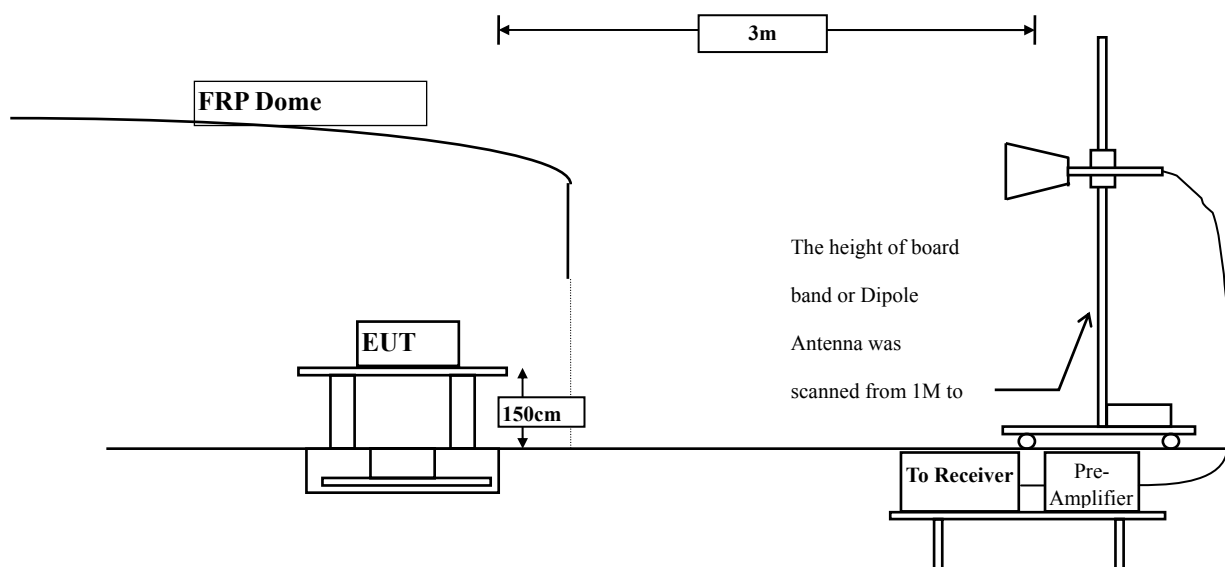 3m
FRP Dome
The height of board
band or Dipole
Antenna was
scanned from 1M to
EUT
150cm
To Receiver
Pre-
Amplifier